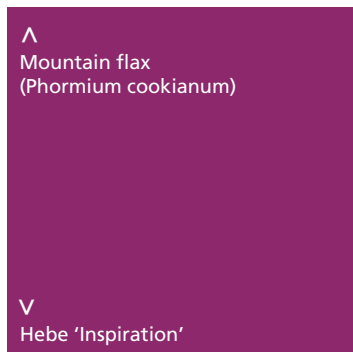 Λ
Mountain flax
(Phormium cookianum)
V
Hebe ‘Inspiration’